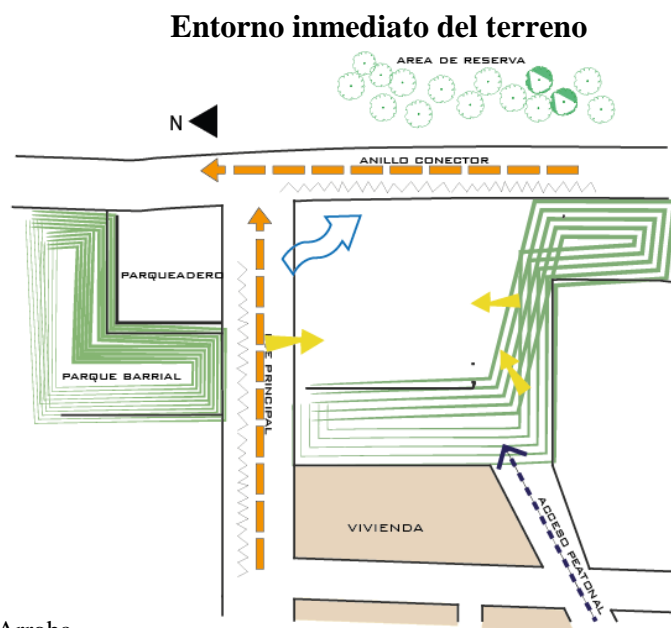 Entorno inmediato del terreno
AREA DE RESERVA
N
ANILLO CONECTOR
PARQUEADERO
PARQUE BARRIAL
PRINCIPAL
VIVIENDA
ACCESO PEATONAL